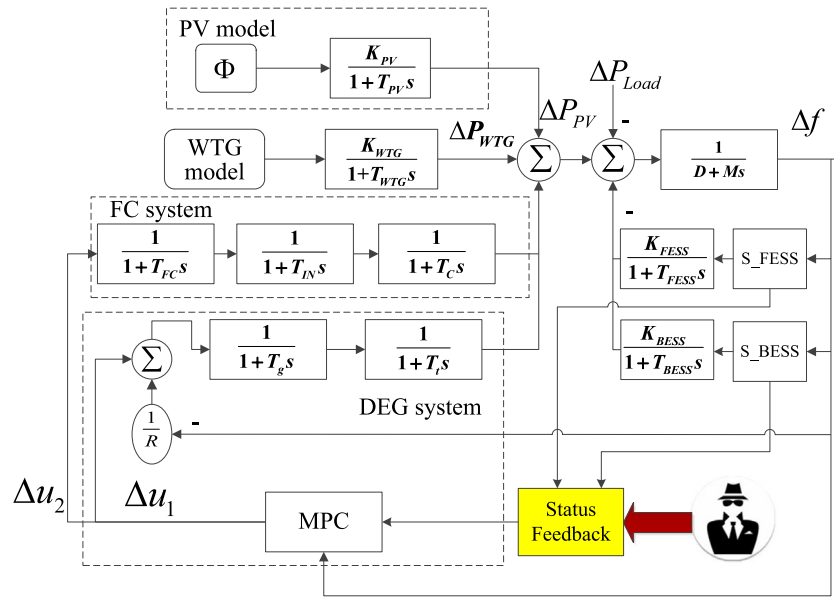 PV model
Φ
K_PV
1+T_PV s
ΔP_Load
-
ΔP_PV
Δf
WTG
model
K_WTG
1+T_WTG s
ΔP_WTG
Σ
Σ
1
D+Ms
FC system
-
1
1+T_FC s
1
1+T_IN s
1
1+T_C s
K_FESS
1+T_FESS s
S_FESS
Σ
1
1+T_g s
1
1+T_t s
K_BESS
1+T_BESS s
S_BESS
DEG system
1
R
-
Δu_2
Δu_1
MPC
Status
Feedback